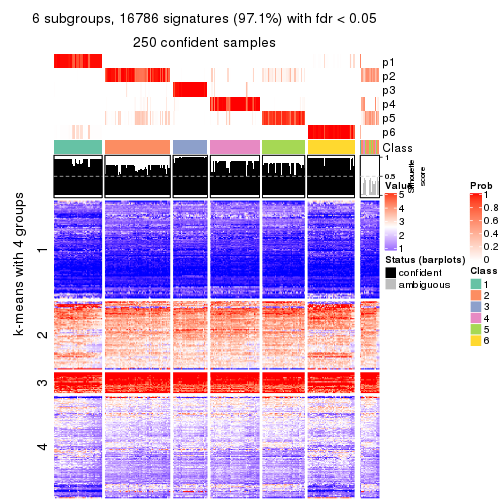 6 subgroups, 16786 signatures (97.1%) with fdr < 0.05
250 confident samples
p1
p2
p3
p4
p5
p6
Class
1
0.5
0
Silhouette
score
k-means with 4 groups
1
2
3
4
Value
5
4
3
2
1
Status (barplots)
confident
ambiguous
Prob
1
0.8
0.6
0.4
0.2
0
Class
1
2
3
4
5
6